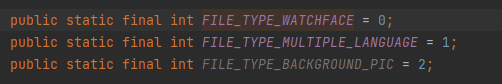 public static final int FILE_TYPE_WATCHFACE = 0;
public static final int FILE_TYPE_MULTIPLE_LANGUAGE = 1;
public static final int FILE_TYPE_BACKGROUND_PIC = 2;